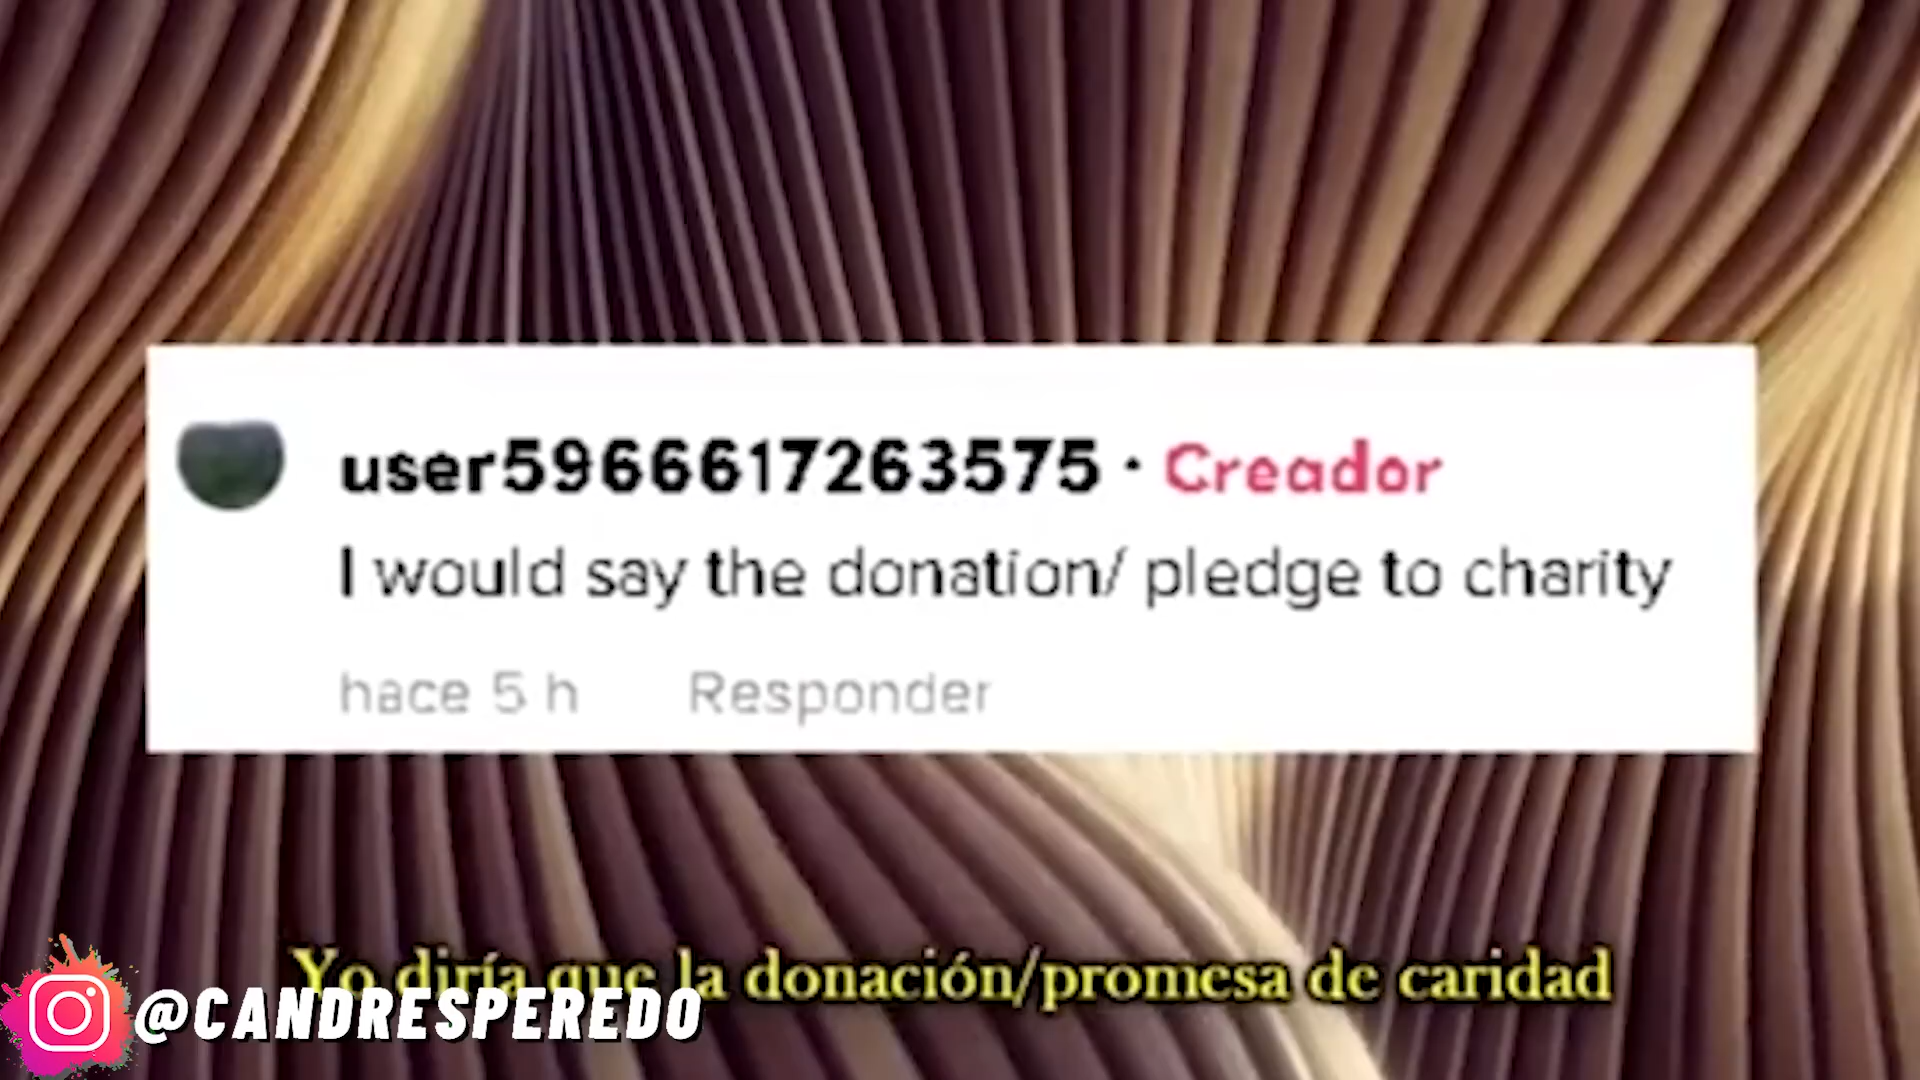 user5966617263575 · Creador
I would say the donation/ pledge to charity
hace 5 h Responder
Yo diría que la donación/promesa de caridad
@CANDRESPEREDO